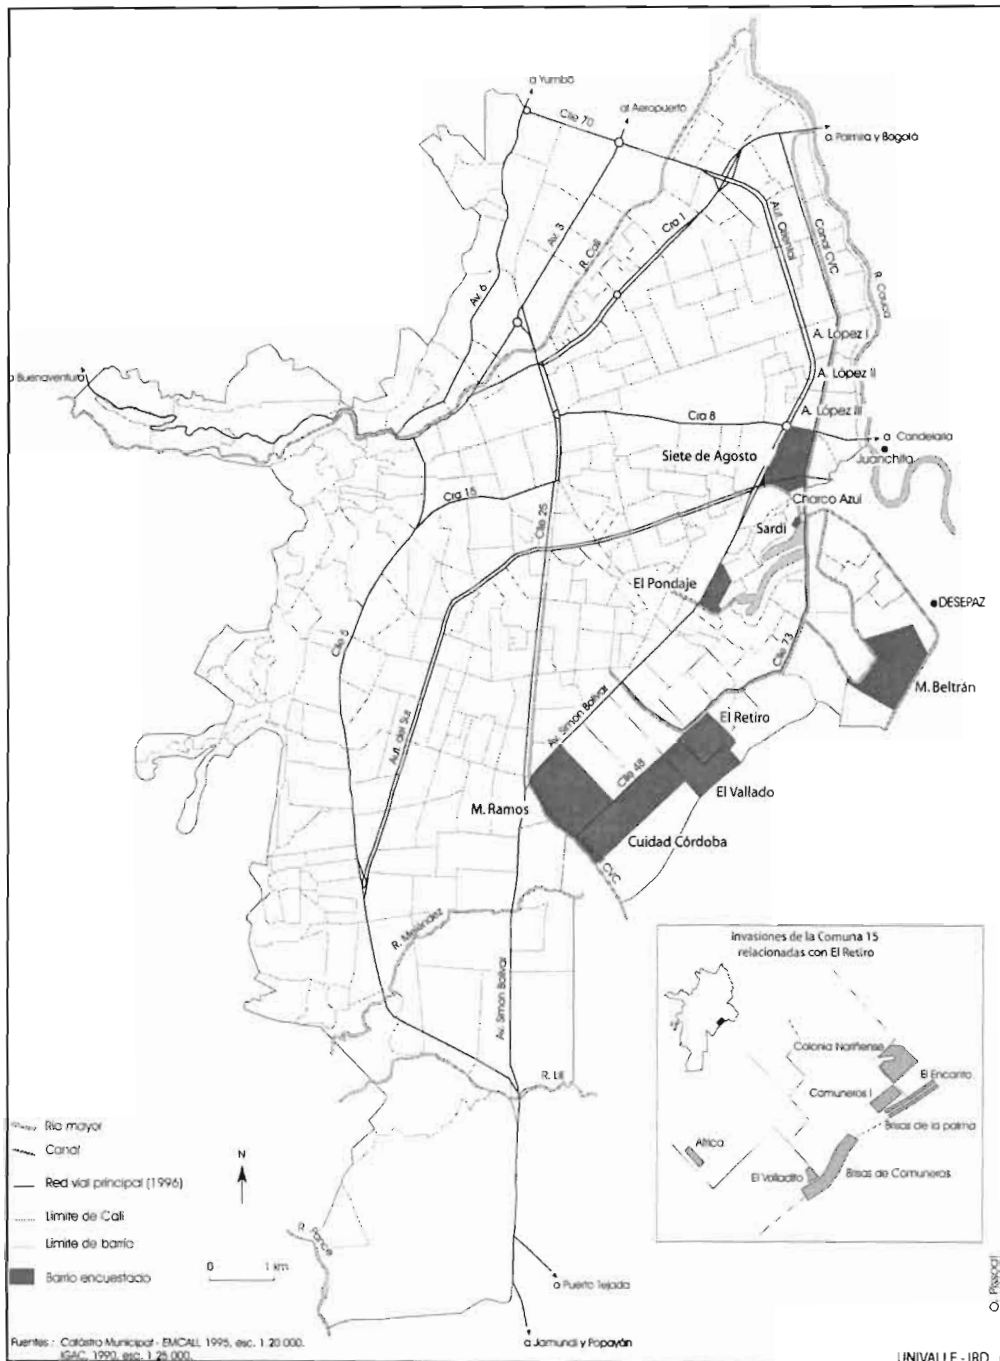 a Yumbo
al Aeropuerto
Clle 70
a Palmira y Bogotá
Aut. Oriental
Canal CVC
R. Cauca
Cra 1
R. Cali
Av. 3
Av. 6
A. López I
A. López II
A. López III
a Buenaventura
Cra 8
a Candelaria
Juanchito
Siete de Agosto
Charco Azul
Cra 15
Clle 25
Sardi
El Pondaje
DESEPAZ
Clle 5
Clle 73
M. Beltrán
Aut. del Sur
Av. Simon Bolivar
El Retiro
Clle 48
El Vallado
M. Ramos
Cuidad Córdoba
CVC
R. Meléndez
Av. Simon Bolivar
R. Lili
invasiones de la Comuna 15
relacionadas con El Retiro
Colonia Nariñense
El Encanto
Comuneros I
Brisas de la palma
Africa
El Valladito
Brisas de Comuneros
Río mayor
Canal
Red vial principal (1996)
Límite de Cali
Límite de barrio
Barrio encuestado
N
0 1 km
R. Pance
a Puerto Tejada
a Jamundí y Popayán
O. Pissoat
Fuentes : Catastro Municipal - EMCALI, 1995, esc. 1:20 000.
IGAC, 1990, esc. 1:25 000.
UNIVALLE - IRD